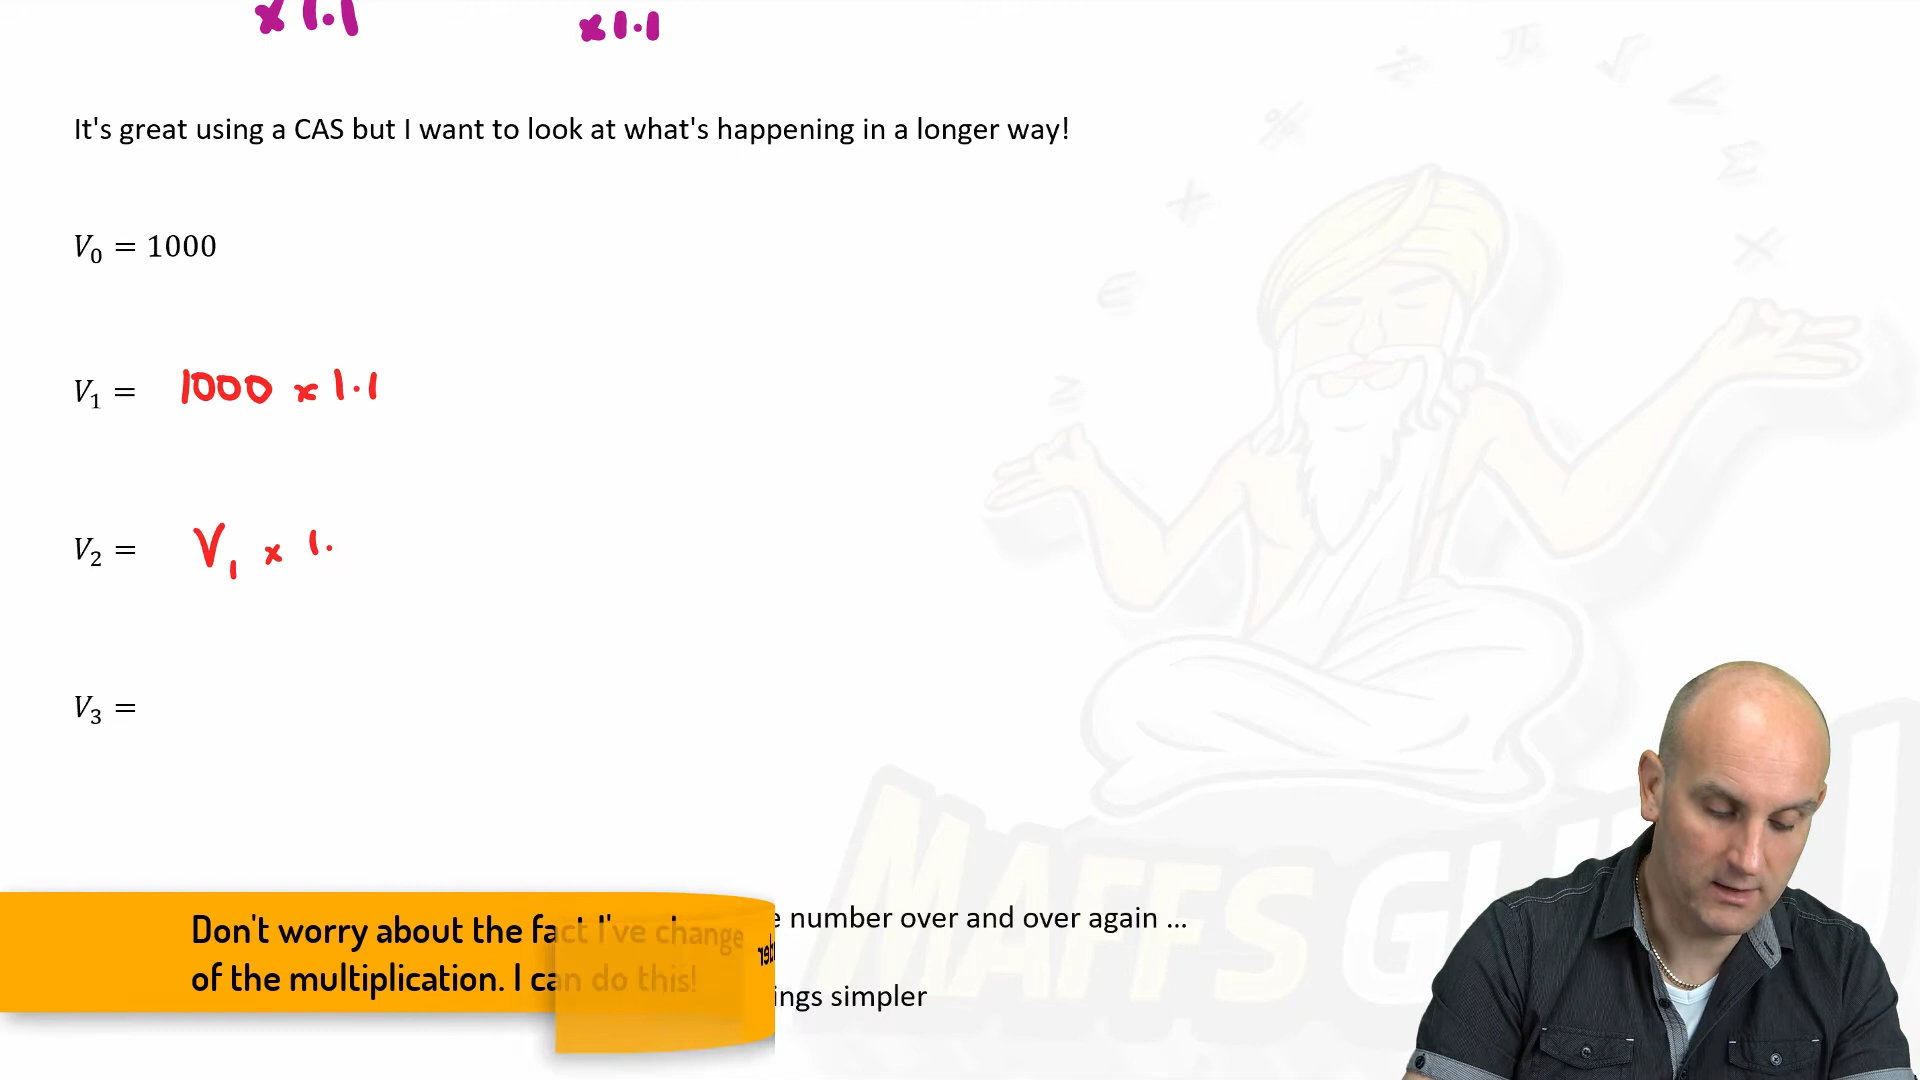 x 1.1 x 1.1
It's great using a CAS but I want to look at what's happening in a longer way!
V₀ = 1000
V₁ = 1000 x 1.1
V₂ = V₁ x 1.
V₃ =
Don't worry about the fact I've change
number over and over again ...
of the multiplication. I can do this!
ings simpler
MAFFS